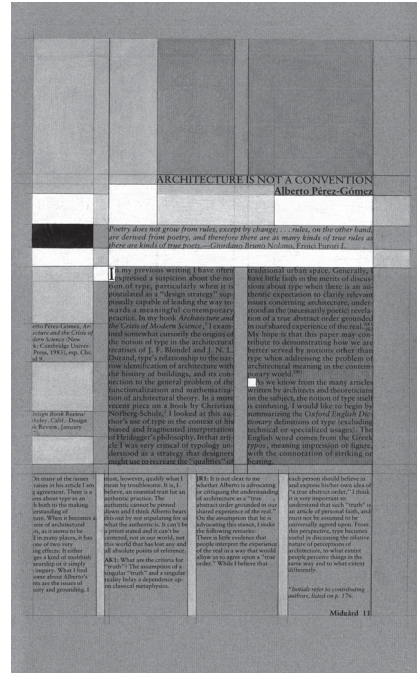 ARCHITECTURE IS NOT A CONVENTION
Alberto Pérez-Gómez
Poetry does not grow from rules, except by change; . . . rules, on the other hand,
are derived from poetry, and therefore there are as many kinds of true rules as
there are kinds of true poets.—Giordano Bruno Nolano, Eroici Furori I.
In my previous writing I have often
expressed a suspicion about the no-
tion of type, particularly when it is
postulated as a "design strategy" sup-
posedly capable of leading the way to-
wards a meaningful contemporary
practice. In my book Architecture and
the Crisis of Modern Science,¹ I exam-
ined somewhat cursorily the origins of
the notion of type in the architectural
treatises of J. F. Blondel and J. N. L.
Durand, type's relationship to the nar-
row identification of architecture with
the history of buildings, and its con-
nection to the general problem of the
functionalization and mathematisa-
tion of architectural theory. In a more
recent piece on a book by Christian
Norberg-Schulz,² I looked at this au-
thor's use of type in the context of his
biased and fragmented interpretation
of Heidegger's philosophy. In that arti-
cle I was very critical of typology un-
derstood as a strategy that designers
might use to recreate the "qualities" of
traditional urban space. Generally, I
have little faith in the merits of discus-
sions about type when there is an au-
thentic expectation to clarify relevant
issues concerning architecture, under-
stood as the (necessarily poetic) revela-
tion of a true abstract order grounded
in our shared experience of the real.
My hope is that this paper may con-
tribute to demonstrating how we are
better served by notions other than
type when addressing the problem of
architectural meaning in the contem-
porary world.
As we know from the many articles
written by architects and theoreticians
on the subject, the notion of type itself
is confusing. I would like to begin by
summarizing the Oxford English Dic-
tionary definitions of type (excluding
technical or specialized usages). The
English word comes from the Greek
typos, meaning impression or figure,
with the connotation of striking or
beating.
erto Pérez-Gómez, Ar-
ecture and the Crisis of
dern Science (New
k: Cambridge Univer-
Press, 1983), esp. Chs.
d 9.
esign Book Review
rkeley, Calif.: Design
k Review, January
On many of the issues
raises in his article I am
agreement. There is a
ess about type as an
in both to the making
erstanding of
ture. When it becomes a
one of architectural
n, as it seems to be
l in many places, it has
one of two very
ing effects: It either
ges a kind of snobbish
eurship or it simply
inquiry. What I find
some about Alberto's
nts are the issues of
city and grounding. I
must, however, qualify what I
mean by troublesome. It is, I
believe, an essential trait for an
authentic practice. The
authentic cannot be pinned
down and I think Alberto bears
this out by not stipulating for us
what the authentic is. It can't be
a priori stated and it can't be
centered, not in our world, not
this world that has lost any and
all absolute points of reference.
AK1: What are the criteria for
"truth"? The assumption of a
singular "truth" and a singular
reality belay a dependence up-
on classical metaphysics.
JR1: It is not clear to me
whether Alberto is advocating
or critiquing the understanding
of architecture as a "true
abstract order grounded in our
shared experience of the real."
On the assumption that he is
advocating this stance, I make
the following remarks:
There is little evidence that
people interpret the experience
of the real in a way that would
allow us to agree upon a "true
order." While I believe that
each person should believe in
and express his/her own idea of
"a true abstract order," I think
it is very important to
understand that such "truth" is
an article of personal faith, and
must not be assumed to be
universally agreed upon. From
this perspective, type becomes
useful in discussing the relative
nature of perceptions of
architecture, to what extent
people perceive things in the
same way and to what extent
differently.
*Initials refer to contributing
authors, listed on p. 176.
Midgård 11